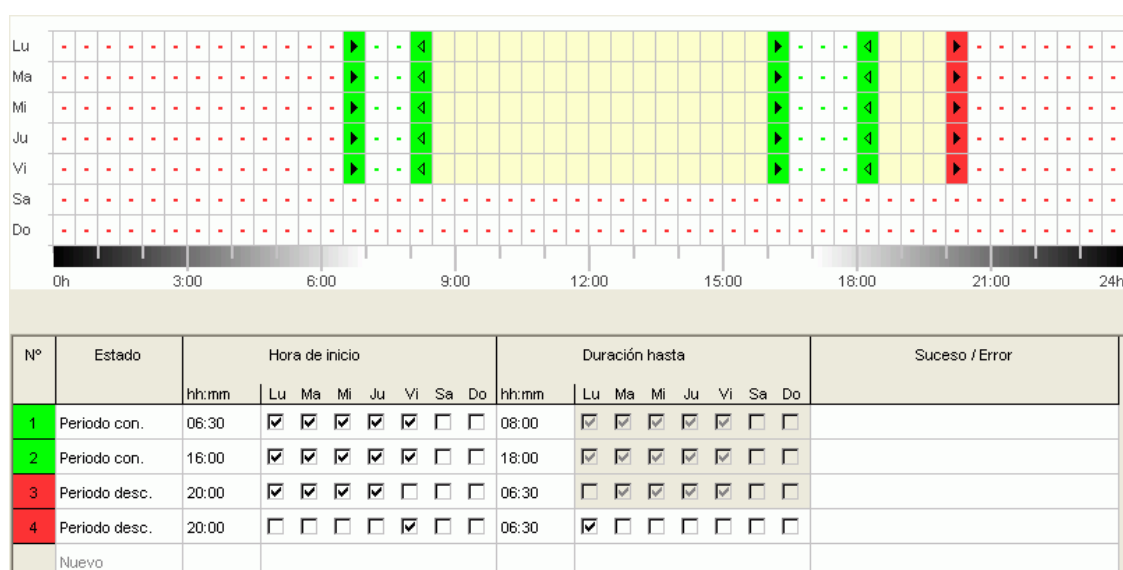 Lu
Ma
Mi
Ju
Vi
Sa
Do
0h 3:00 6:00 9:00 12:00 15:00 18:00 21:00 24h
Nº Estado Hora de inicio Duración hasta Suceso / Error
hh:mm Lu Ma Mi Ju Vi Sa Do hh:mm Lu Ma Mi Ju Vi Sa Do
1 Periodo con. 06:30 08:00
2 Periodo con. 16:00 18:00
3 Periodo desc. 20:00 06:30
4 Periodo desc. 20:00 06:30
Nuevo